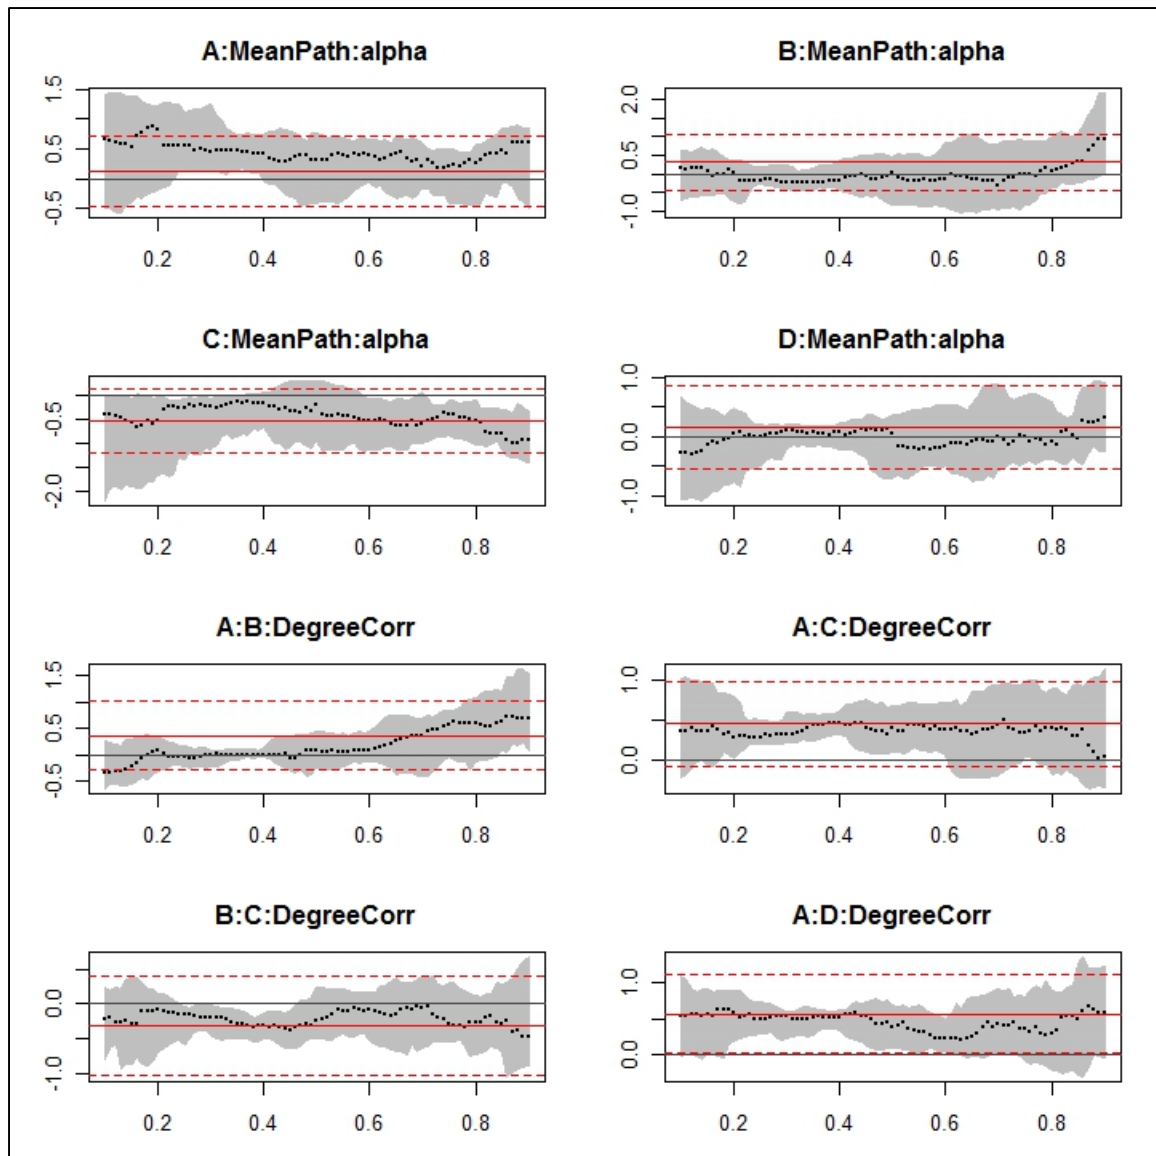 A:MeanPath:alpha
1.5
0.5
-0.5
0.2 0.4 0.6 0.8
B:MeanPath:alpha
2.0
0.5
-1.0
0.2 0.4 0.6 0.8
C:MeanPath:alpha
-0.5
-2.0
0.2 0.4 0.6 0.8
D:MeanPath:alpha
1.0
0.0
-1.0
0.2 0.4 0.6 0.8
A:B:DegreeCorr
1.5
0.5
-0.5
0.2 0.4 0.6 0.8
A:C:DegreeCorr
1.0
0.0
0.2 0.4 0.6 0.8
B:C:DegreeCorr
0.0
-1.0
0.2 0.4 0.6 0.8
A:D:DegreeCorr
1.0
0.0
0.2 0.4 0.6 0.8